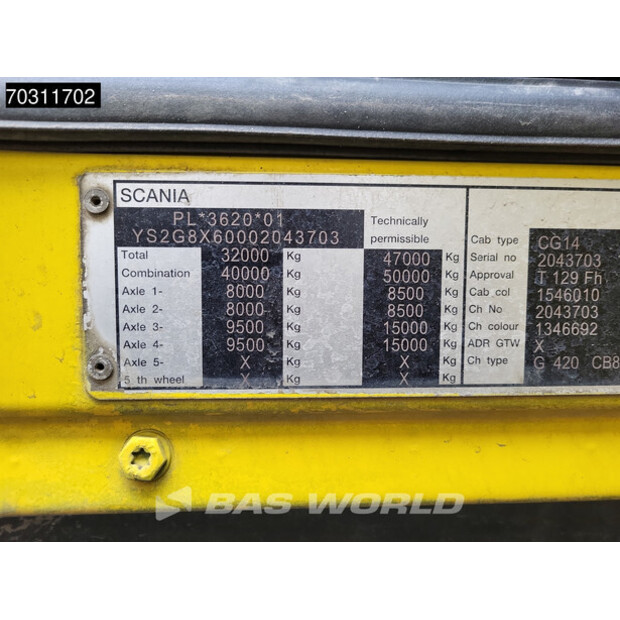 70311702
SCANIA
PL*3620*01
YS2G8X60002043703
Technically permissible
Total 32000 Kg 47000 Kg
Combination 40000 Kg 50000 Kg
Axle 1- 8000 Kg 8500 Kg
Axle 2- 8000 Kg 8500 Kg
Axle 3- 9500 Kg 15000 Kg
Axle 4- 9500 Kg 15000 Kg
Axle 5- X Kg X Kg
5 th wheel X Kg X Kg
Cab type CG14
Serial no 2043703
Approval T 129 Fh
Cab col 1546010
Ch No 2043703
Ch colour 1346692
ADR GTW X
Ch type G 420 CB8
BAS WORLD